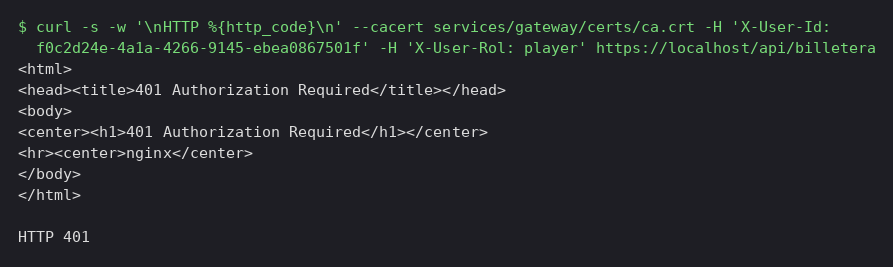 $ curl -s -w '\nHTTP %{http_code}\n' --cacert services/gateway/certs/ca.crt -H 'X-User-Id:
  f0c2d24e-4a1a-4266-9145-ebea0867501f' -H 'X-User-Rol: player' https://localhost/api/billetera
<html>
<head><title>401 Authorization Required</title></head>
<body>
<center><h1>401 Authorization Required</h1></center>
<hr><center>nginx</center>
</body>
</html>

HTTP 401